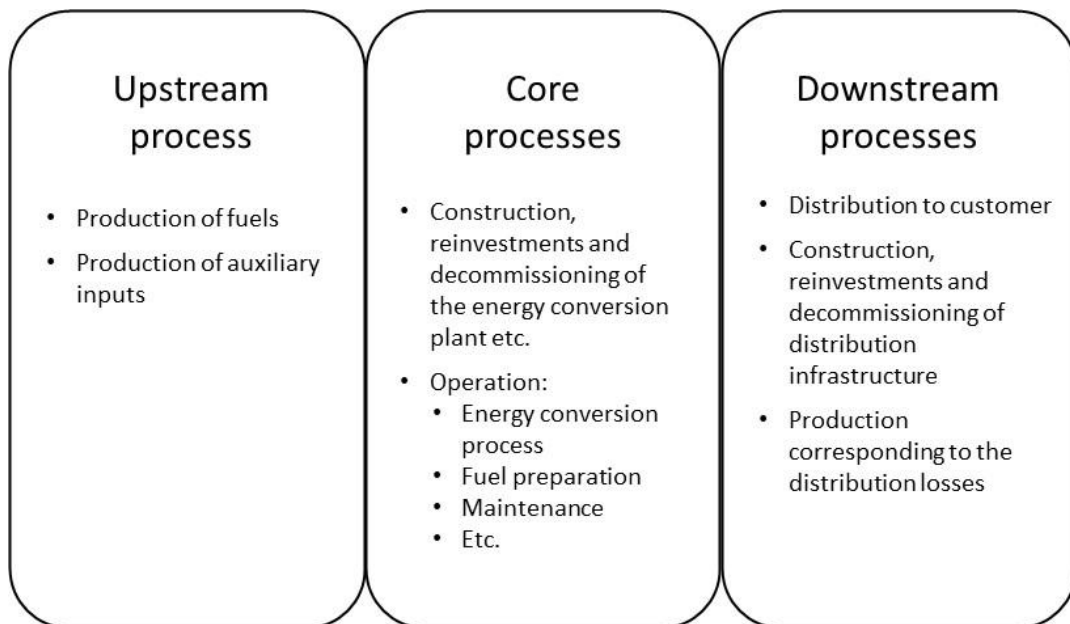 Upstream
process
• Production of fuels
• Production of auxiliary
inputs
Core
processes
• Construction,
reinvestments and
decommissioning of
the energy conversion
plant etc.
• Operation:
• Energy conversion
process
• Fuel preparation
• Maintenance
• Etc.
Downstream
processes
• Distribution to customer
• Construction,
reinvestments and
decommissioning of
distribution
infrastructure
• Production
corresponding to the
distribution losses